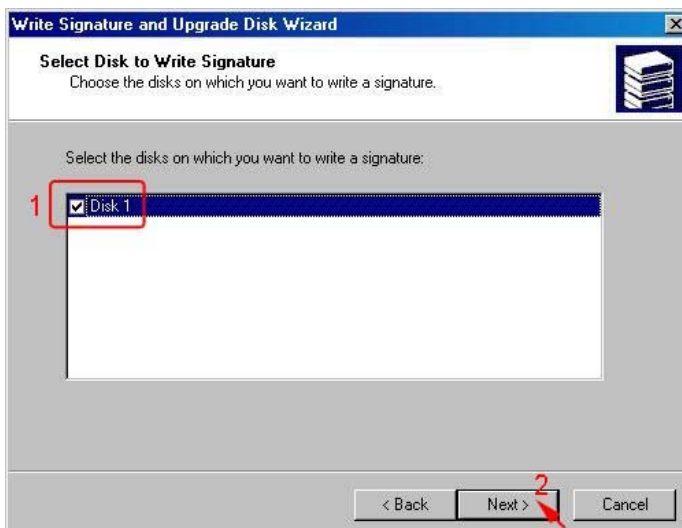 Write Signature and Upgrade Disk Wizard
Select Disk to Write Signature
Choose the disks on which you want to write a signature.
Select the disks on which you want to write a signature:
1
Disk 1
2
< Back
Next >
Cancel